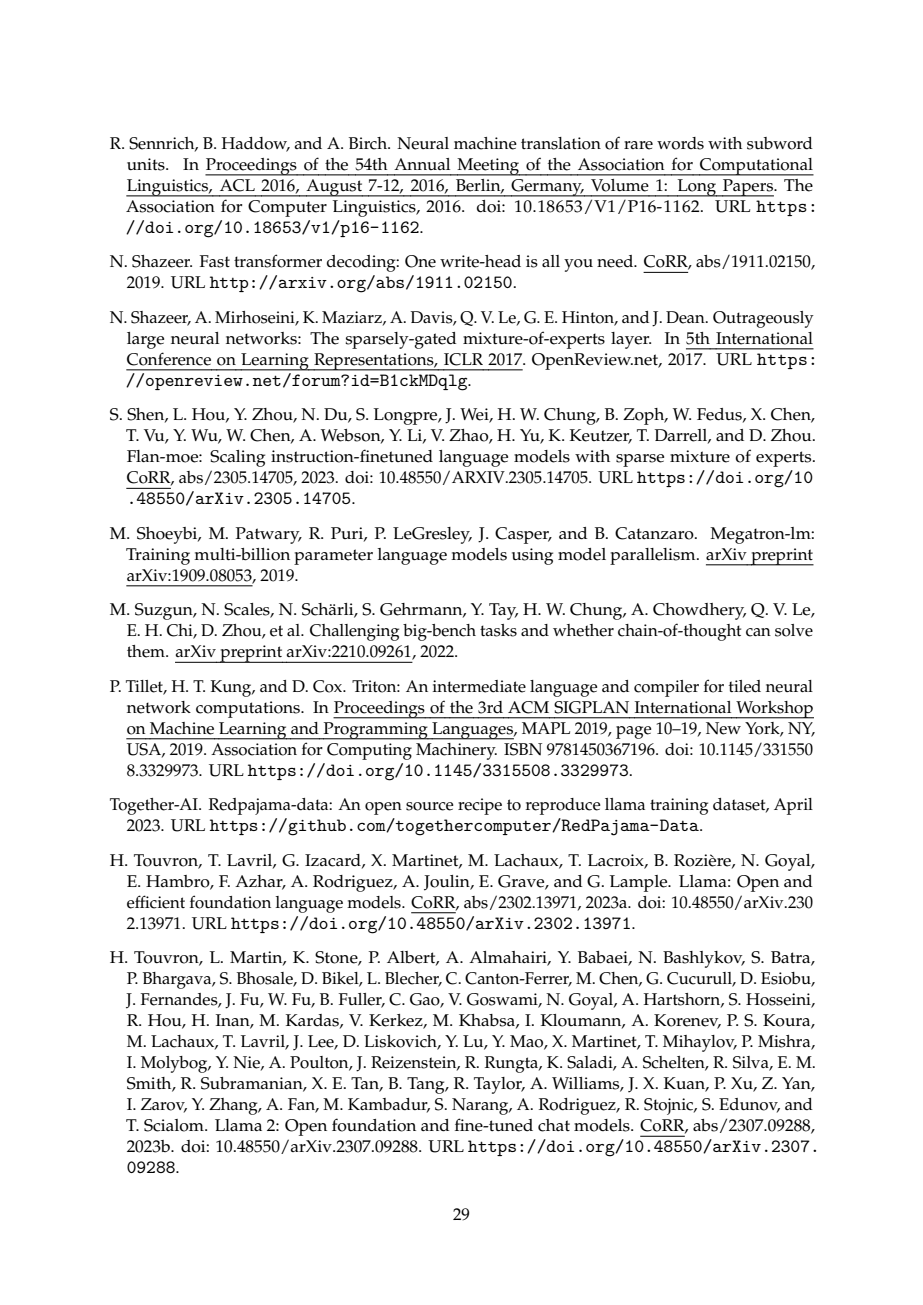 R. Sennrich, B. Haddow, and A. Birch. Neural machine translation of rare words with subword
units. In Proceedings of the 54th Annual Meeting of the Association for Computational
Linguistics, ACL 2016, August 7-12, 2016, Berlin, Germany, Volume 1: Long Papers. The
Association for Computer Linguistics, 2016. doi: 10.18653/V1/P16-1162. URL https:
//doi.org/10.18653/v1/p16-1162.
N. Shazeer. Fast transformer decoding: One write-head is all you need. CoRR, abs/1911.02150,
2019. URL http://arxiv.org/abs/1911.02150.
N. Shazeer, A. Mirhoseini, K. Maziarz, A. Davis, Q. V. Le, G. E. Hinton, and J. Dean. Outrageously
large neural networks: The sparsely-gated mixture-of-experts layer. In 5th International
Conference on Learning Representations, ICLR 2017. OpenReview.net, 2017. URL https:
//openreview.net/forum?id=B1ckMDqlg.
S. Shen, L. Hou, Y. Zhou, N. Du, S. Longpre, J. Wei, H. W. Chung, B. Zoph, W. Fedus, X. Chen,
T. Vu, Y. Wu, W. Chen, A. Webson, Y. Li, V. Zhao, H. Yu, K. Keutzer, T. Darrell, and D. Zhou.
Flan-moe: Scaling instruction-finetuned language models with sparse mixture of experts.
CoRR, abs/2305.14705, 2023. doi: 10.48550/ARXIV.2305.14705. URL https://doi.org/10
.48550/arXiv.2305.14705.
M. Shoeybi, M. Patwary, R. Puri, P. LeGresley, J. Casper, and B. Catanzaro. Megatron-lm:
Training multi-billion parameter language models using model parallelism. arXiv preprint
arXiv:1909.08053, 2019.
M. Suzgun, N. Scales, N. Schärli, S. Gehrmann, Y. Tay, H. W. Chung, A. Chowdhery, Q. V. Le,
E. H. Chi, D. Zhou, et al. Challenging big-bench tasks and whether chain-of-thought can solve
them. arXiv preprint arXiv:2210.09261, 2022.
P. Tillet, H. T. Kung, and D. Cox. Triton: An intermediate language and compiler for tiled neural
network computations. In Proceedings of the 3rd ACM SIGPLAN International Workshop
on Machine Learning and Programming Languages, MAPL 2019, page 10–19, New York, NY,
USA, 2019. Association for Computing Machinery. ISBN 9781450367196. doi: 10.1145/331550
8.3329973. URL https://doi.org/10.1145/3315508.3329973.
Together-AI. Redpajama-data: An open source recipe to reproduce llama training dataset, April
2023. URL https://github.com/togethercomputer/RedPajama-Data.
H. Touvron, T. Lavril, G. Izacard, X. Martinet, M. Lachaux, T. Lacroix, B. Rozière, N. Goyal,
E. Hambro, F. Azhar, A. Rodriguez, A. Joulin, E. Grave, and G. Lample. Llama: Open and
efficient foundation language models. CoRR, abs/2302.13971, 2023a. doi: 10.48550/arXiv.230
2.13971. URL https://doi.org/10.48550/arXiv.2302.13971.
H. Touvron, L. Martin, K. Stone, P. Albert, A. Almahairi, Y. Babaei, N. Bashlykov, S. Batra,
P. Bhargava, S. Bhosale, D. Bikel, L. Blecher, C. Canton-Ferrer, M. Chen, G. Cucurull, D. Esiobu,
J. Fernandes, J. Fu, W. Fu, B. Fuller, C. Gao, V. Goswami, N. Goyal, A. Hartshorn, S. Hosseini,
R. Hou, H. Inan, M. Kardas, V. Kerkez, M. Khabsa, I. Kloumann, A. Korenev, P. S. Koura,
M. Lachaux, T. Lavril, J. Lee, D. Liskovich, Y. Lu, Y. Mao, X. Martinet, T. Mihaylov, P. Mishra,
I. Molybog, Y. Nie, A. Poulton, J. Reizenstein, R. Rungta, K. Saladi, A. Schelten, R. Silva, E. M.
Smith, R. Subramanian, X. E. Tan, B. Tang, R. Taylor, A. Williams, J. X. Kuan, P. Xu, Z. Yan,
I. Zarov, Y. Zhang, A. Fan, M. Kambadur, S. Narang, A. Rodriguez, R. Stojnic, S. Edunov, and
T. Scialom. Llama 2: Open foundation and fine-tuned chat models. CoRR, abs/2307.09288,
2023b. doi: 10.48550/arXiv.2307.09288. URL https://doi.org/10.48550/arXiv.2307.
09288.
29